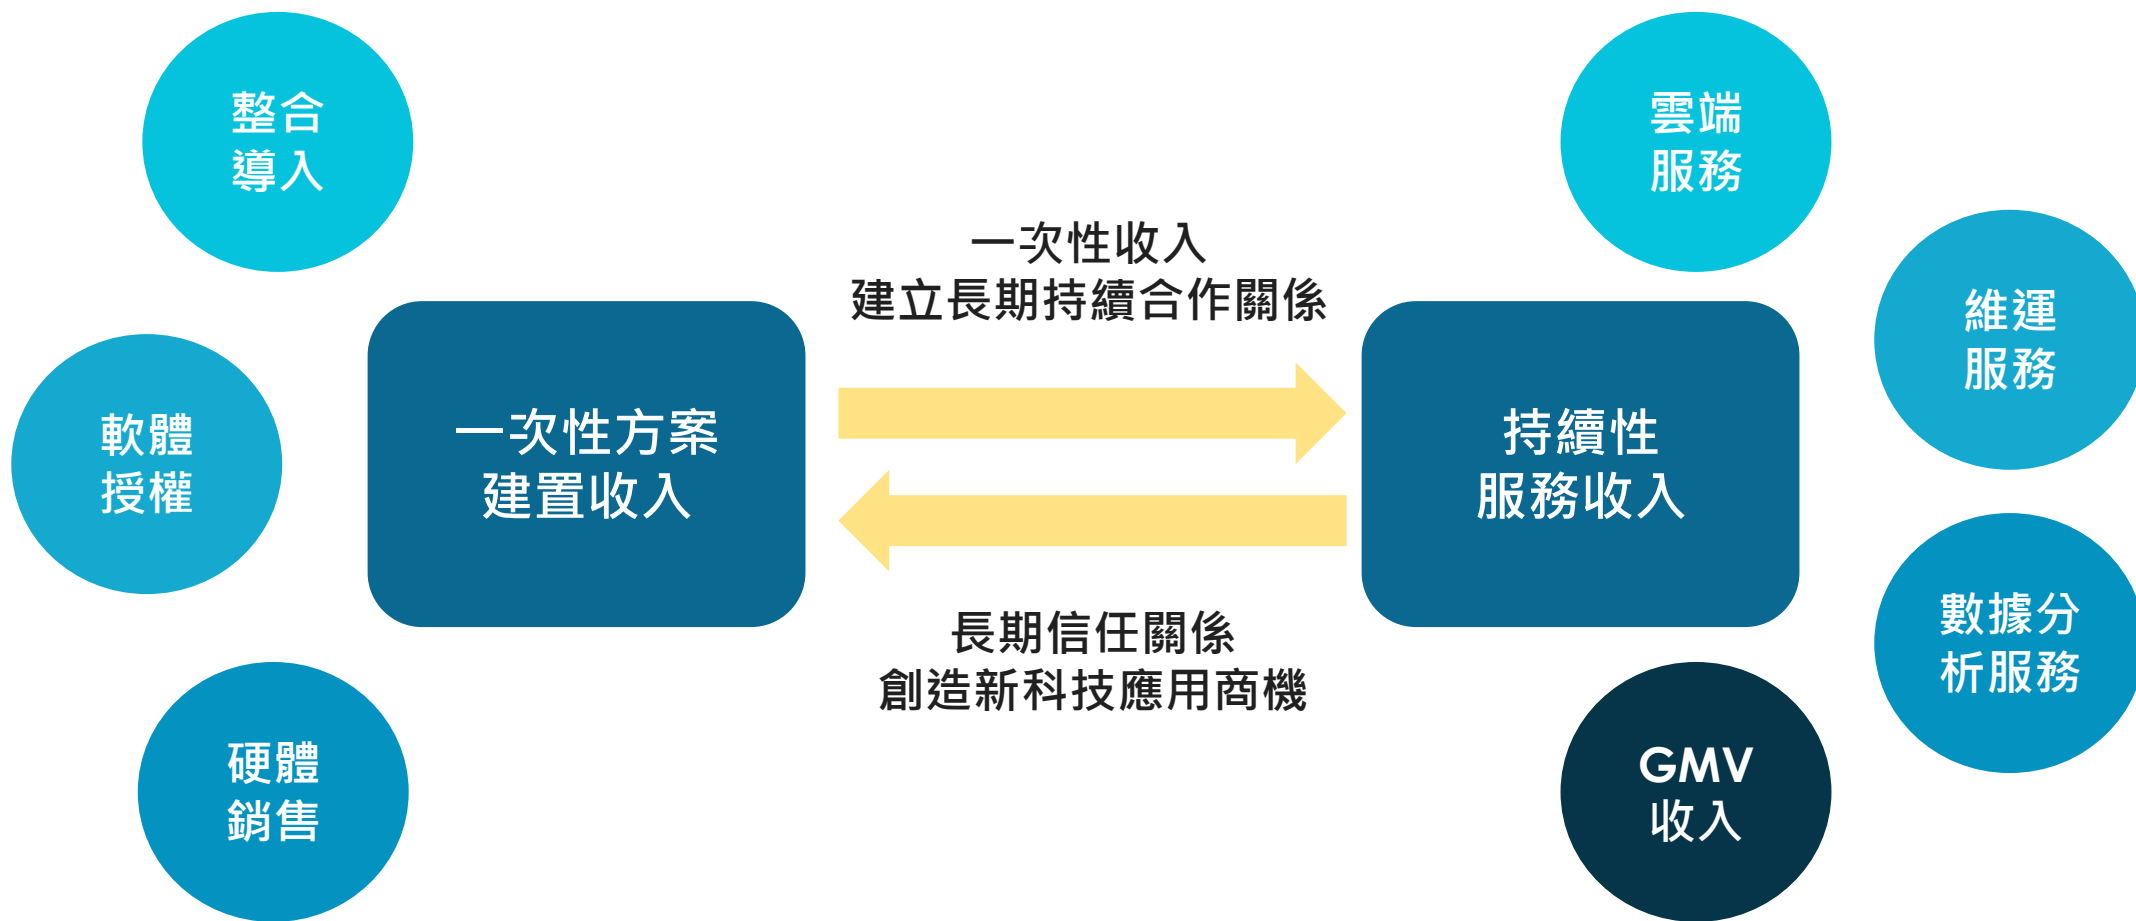 整合
導入
軟體
授權
硬體
銷售
一次性方案
建置收入
一次性收入
建立長期持續合作關係
長期信任關係
創造新科技應用商機
持續性
服務收入
雲端
服務
維運
服務
數據分
析服務
GMV
收入